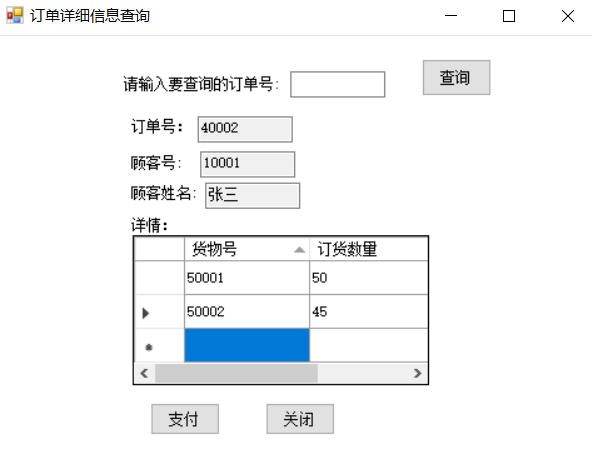 订单详细信息查询
请输入要查询的订单号: 查询
订单号: 40002
顾客号: 10001
顾客姓名: 张三
详情:
货物号 订货数量
50001 50
50002 45
支付 关闭